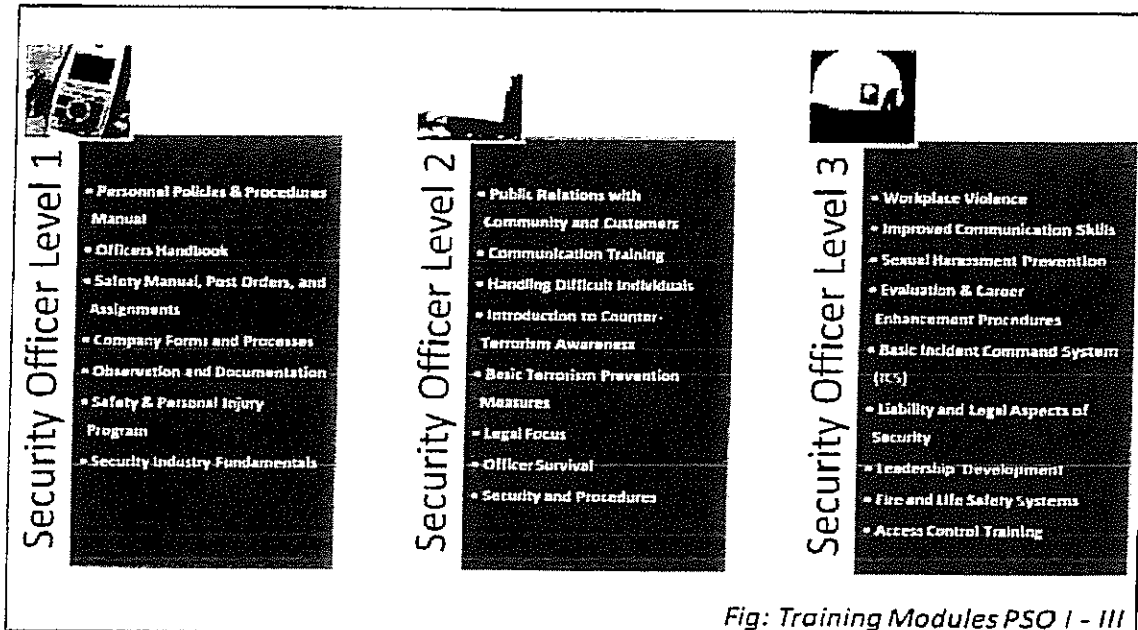 Security Officer Level 1
• Personnel Policies & Procedures
Manual
• Officers Handbook
• Safety Manual, Post Orders, and
Assignments
• Company Forms and Processes
• Observation and Documentation
• Safety & Personal Injury
Program
• Security Industry Fundamentals
Security Officer Level 2
• Public Relations with
Community and Customers
• Communication Training
• Handling Difficult Individuals
• Introduction to Counter-
Terrorism Awareness
• Basic Terrorism Prevention
Measures
• Legal Focus
• Officer Survival
• Security and Procedures
Security Officer Level 3
• Workplace Violence
• Improved Communication Skills
• Sexual Harassment Prevention
• Evaluation & Career
Enhancement Procedures
• Basic Incident Command System
(ICS)
• Liability and Legal Aspects of
Security
• Leadership Development
• Fire and Life Safety Systems
• Access Control Training
Fig: Training Modules PSO I - III